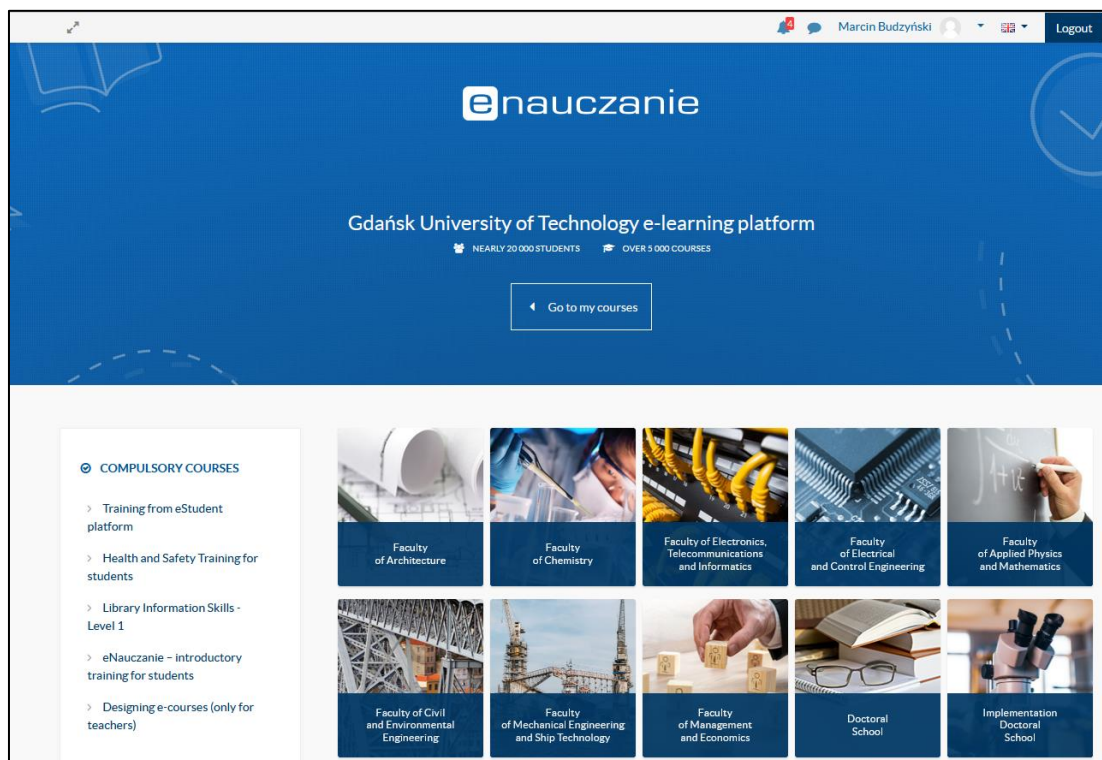 4
Marcin Budzyński
Logout
enauczanie
Gdańsk University of Technology e-learning platform
NEARLY 20 000 STUDENTS OVER 5 000 COURSES
Go to my courses
COMPULSORY COURSES
Training from eStudent
platform
Health and Safety Training for
students
Library Information Skills -
Level 1
eNauczanie – introductory
training for students
Designing e-courses (only for
teachers)
Faculty
of Architecture
Faculty
of Chemistry
Faculty of Electronics,
Telecommunications
and Informatics
Faculty
of Electrical
and Control Engineering
Faculty
of Applied Physics
and Mathematics
Faculty of Civil
and Environmental
Engineering
Faculty
of Mechanical Engineering
and Ship Technology
Faculty
of Management
and Economics
Doctoral
School
Implementation
Doctoral
School